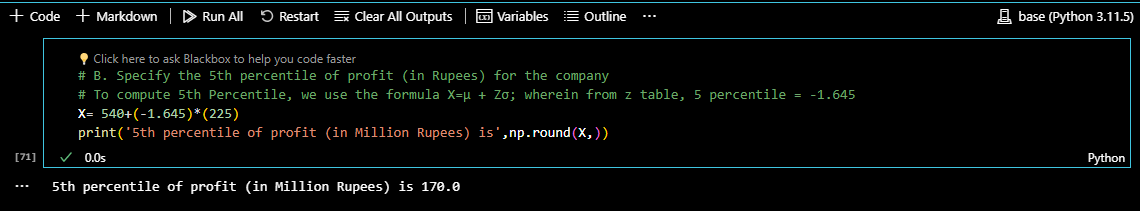 + Code + Markdown | Run All Restart Clear All Outputs | Variables Outline ... base (Python 3.11.5)
Click here to ask Blackbox to help you code faster
# B. Specify the 5th percentile of profit (in Rupees) for the company
# To compute 5th Percentile, we use the formula X=μ + Zσ; wherein from z table, 5 percentile = -1.645
X= 540+(-1.645)*(225)
print('5th percentile of profit (in Million Rupees) is',np.round(X,))
[71] ✓ 0.0s Python
... 5th percentile of profit (in Million Rupees) is 170.0